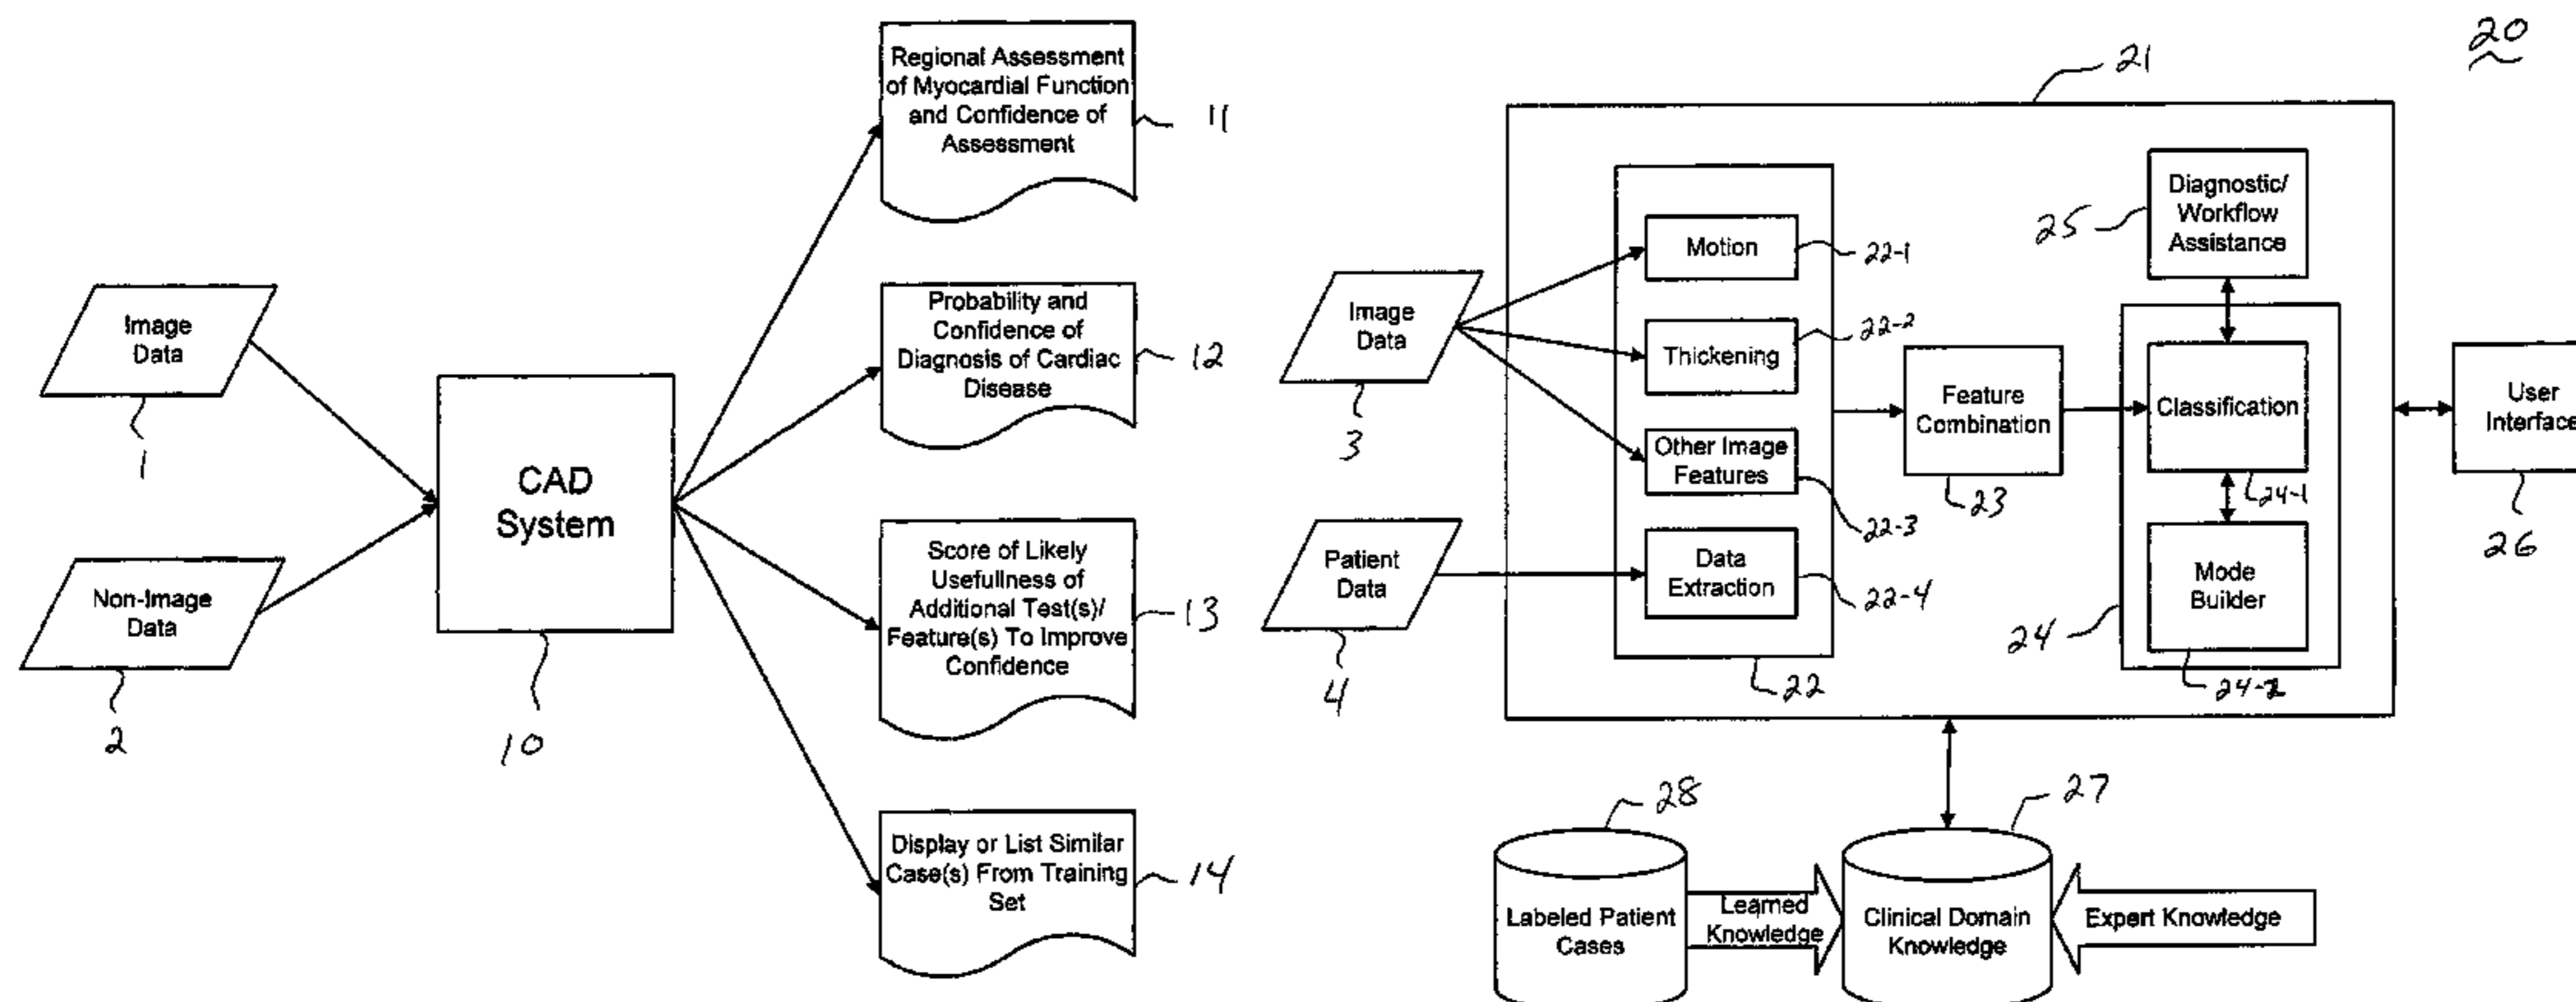 Image
Data
1
Non-Image
Data
2
CAD
System
10
Regional Assessment
of Myocardial Function
and Confidence of
Assessment
11
Probability and
Confidence of
Diagnosis of Cardiac
Disease
12
Score of Likely
Usefullness of
Additional Test(s)/
Feature(s) To Improve
Confidence
13
Display or List Similar
Case(s) From Training
Set
14
20
21
Image
Data
3
Patient
Data
4
Motion
22-1
Thickening
22-2
Other Image
Features
22-3
Data
Extraction
22-4
22
Feature
Combination
23
Diagnostic/
Workflow
Assistance
25
Classification
24-1
Mode
Builder
24-2
24
User
Interface
26
28
Labeled Patient
Cases
Learned
Knowledge
27
Clinical Domain
Knowledge
Expert Knowledge